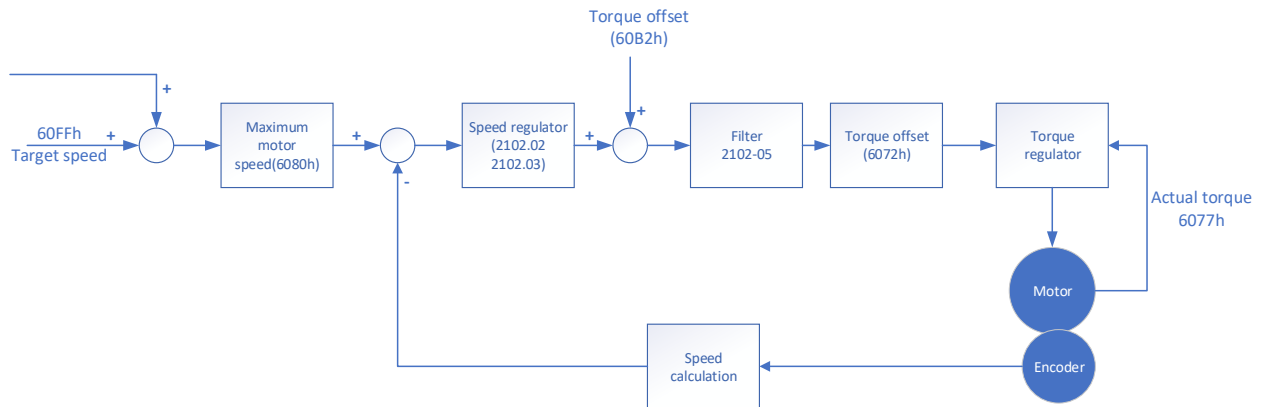 Torque offset
(60B2h)
+
60FFh
Target speed
+
Maximum
motor
speed(6080h)
+
-
Speed regulator
(2102.02
2102.03)
+
+
Filter
2102-05
Torque offset
(6072h)
Torque
regulator
Actual torque
6077h
Motor
Speed
calculation
Encoder